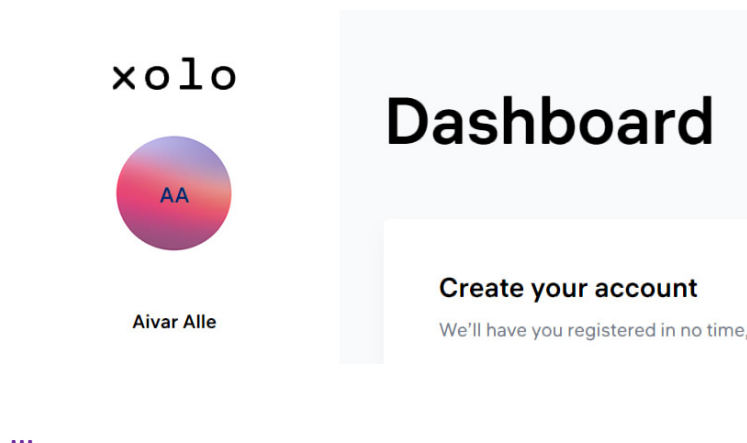 xolo
AA
Aivar Alle
Dashboard
Create your account
We'll have you registered in no time,
...